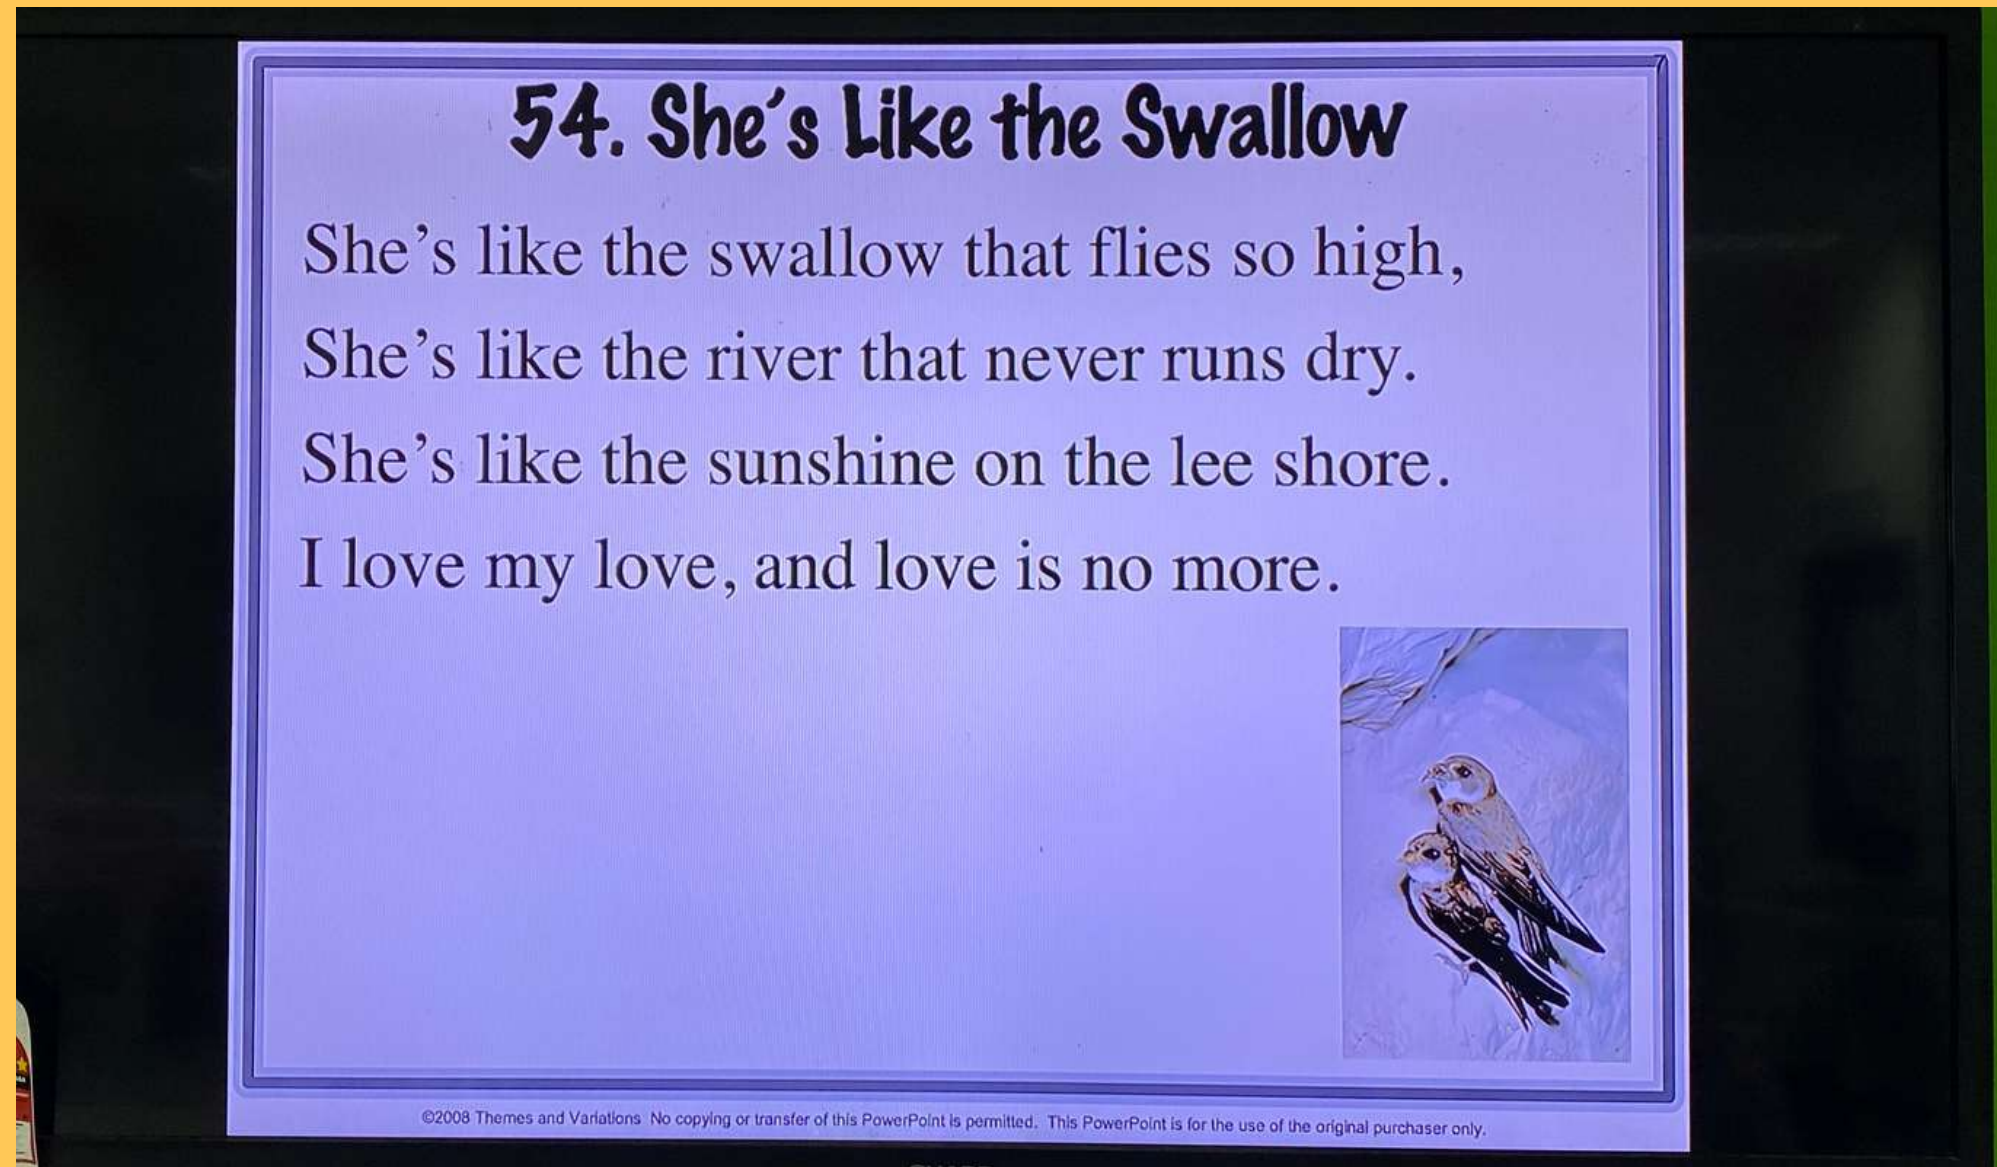 54. She's Like the Swallow
She’s like the swallow that flies so high,
She’s like the river that never runs dry.
She’s like the sunshine on the lee shore.
I love my love, and love is no more.
©2008 Themes and Variations No copying or transfer of this PowerPoint is permitted. This PowerPoint is for the use of the original purchaser only.